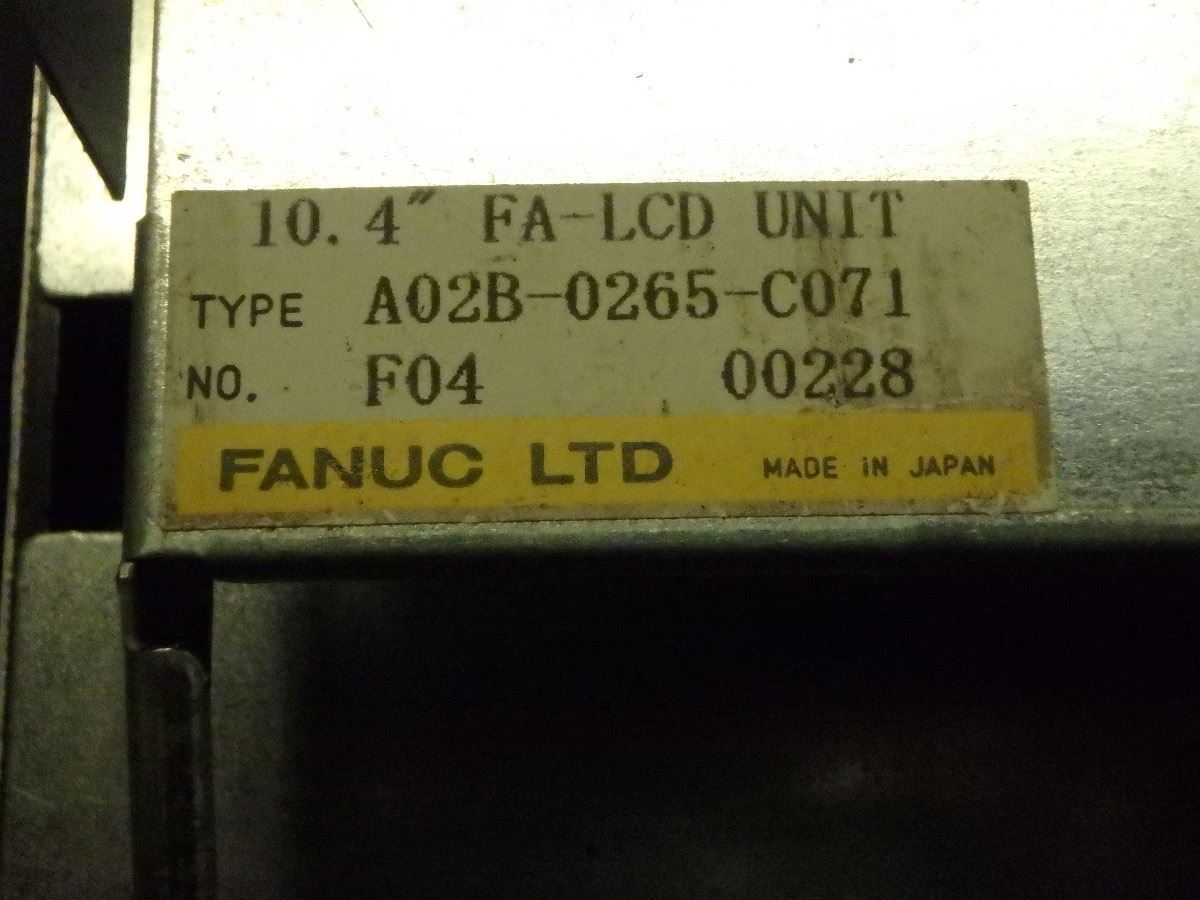 10.4" FA-LCD UNIT
TYPE A02B-0265-C071
NO. F04 00228
FANUC LTD MADE IN JAPAN